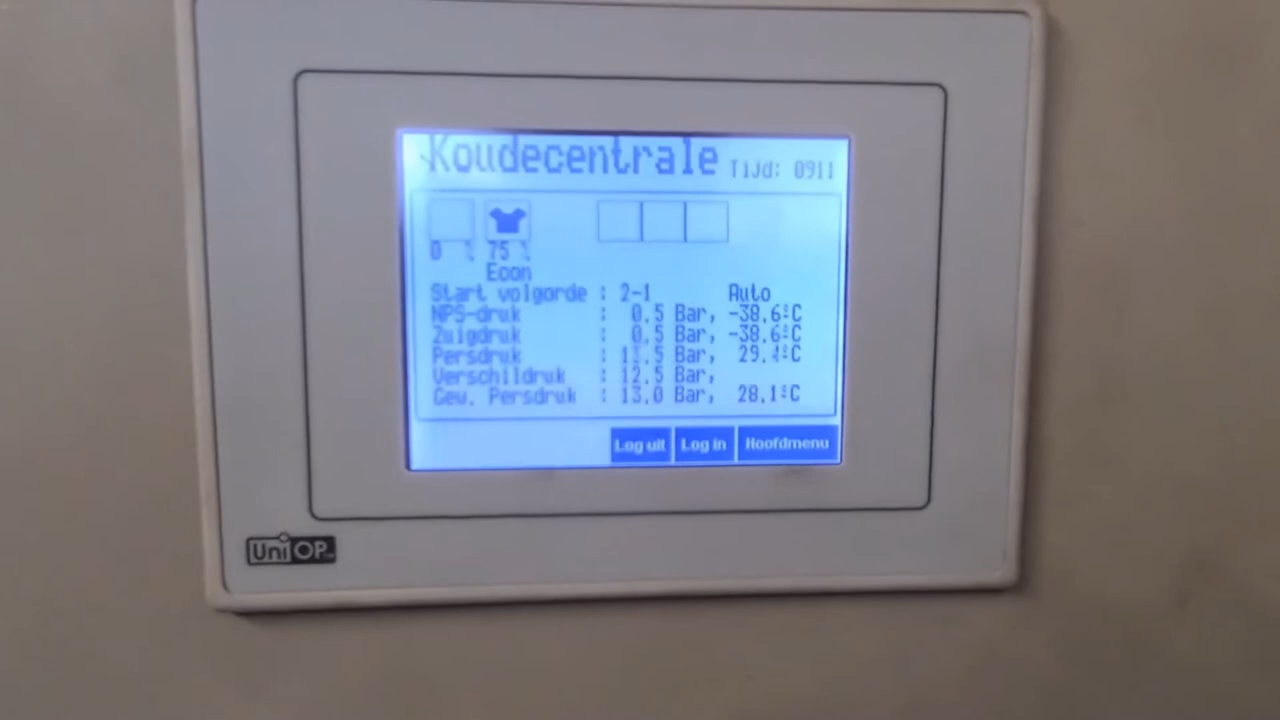 Koudecentrale TiJd: 0911
0 % 75 %
Econ
Start volgorde : 2-1 Auto
NPS-druk : 0.5 Bar, -38.6°C
Zuigdruk : 0.5 Bar, -38.6°C
Persdruk : 13.5 Bar, 29.4°C
Verschildruk : 12.5 Bar,
Gew. Persdruk : 13.0 Bar, 28.1°C
Log uit Log in Hoofdmenu
UniOP